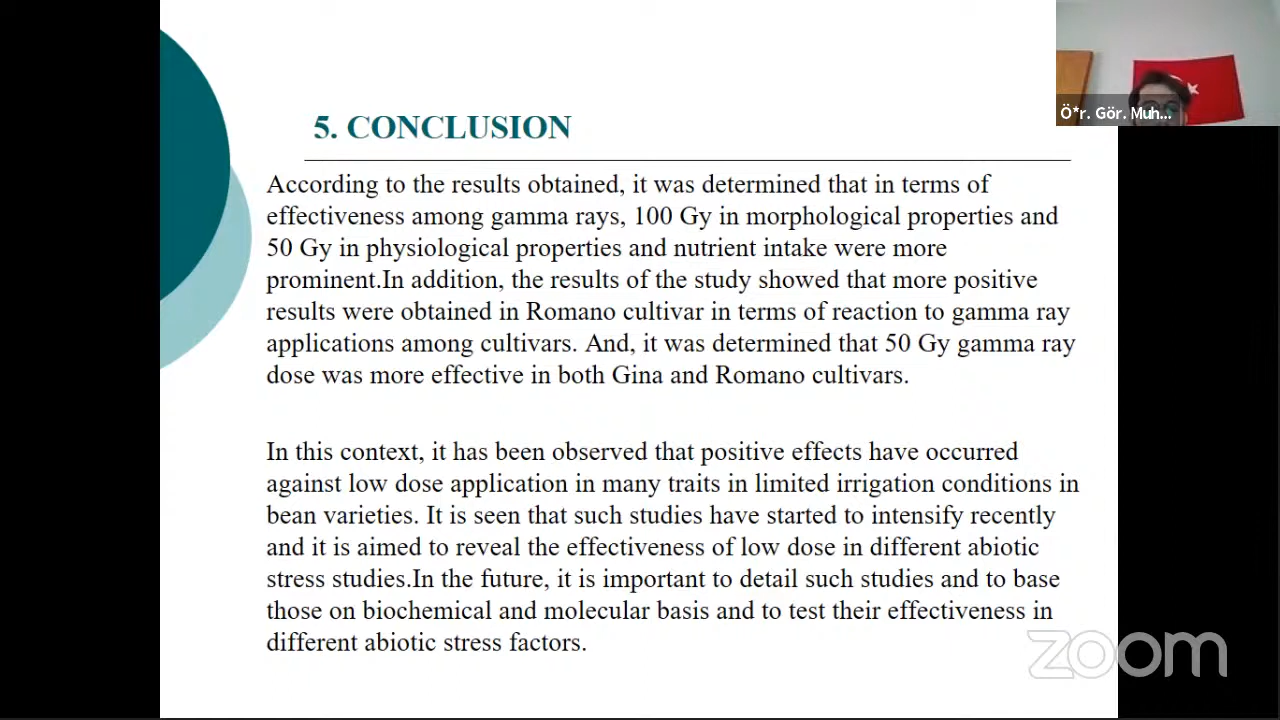 5. CONCLUSION
Ö*r. Gör. Muh...
According to the results obtained, it was determined that in terms of
effectiveness among gamma rays, 100 Gy in morphological properties and
50 Gy in physiological properties and nutrient intake were more
prominent.In addition, the results of the study showed that more positive
results were obtained in Romano cultivar in terms of reaction to gamma ray
applications among cultivars. And, it was determined that 50 Gy gamma ray
dose was more effective in both Gina and Romano cultivars.
In this context, it has been observed that positive effects have occurred
against low dose application in many traits in limited irrigation conditions in
bean varieties. It is seen that such studies have started to intensify recently
and it is aimed to reveal the effectiveness of low dose in different abiotic
stress studies.In the future, it is important to detail such studies and to base
those on biochemical and molecular basis and to test their effectiveness in
different abiotic stress factors.
zoom